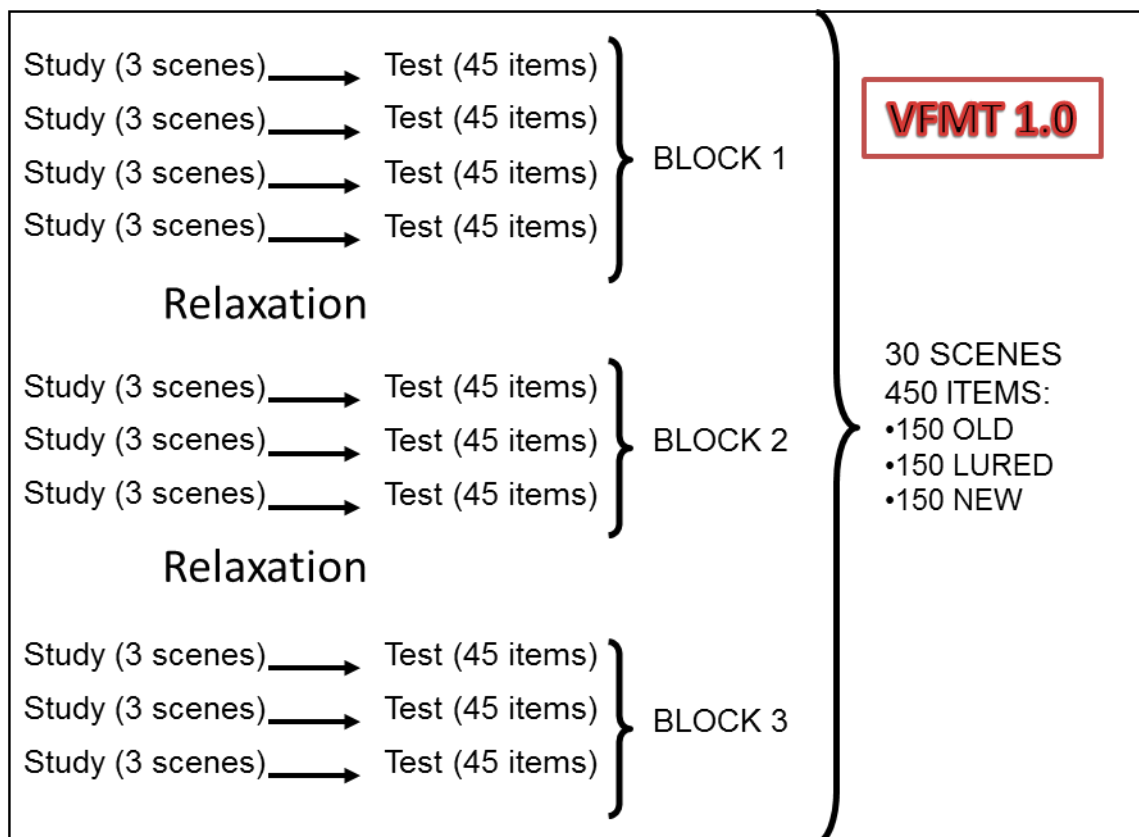 Study (3 scenes) Test (45 items)
Study (3 scenes) Test (45 items)
Study (3 scenes) Test (45 items)
Study (3 scenes) Test (45 items)
BLOCK 1
Relaxation
Study (3 scenes) Test (45 items)
Study (3 scenes) Test (45 items)
Study (3 scenes) Test (45 items)
BLOCK 2
Relaxation
Study (3 scenes) Test (45 items)
Study (3 scenes) Test (45 items)
Study (3 scenes) Test (45 items)
BLOCK 3
VFMT 1.0
30 SCENES
450 ITEMS:
•150 OLD
•150 LURED
•150 NEW